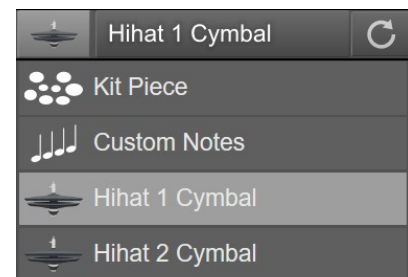 Hihat 1 Cymbal
Kit Piece
Custom Notes
Hihat 1 Cymbal
Hihat 2 Cymbal